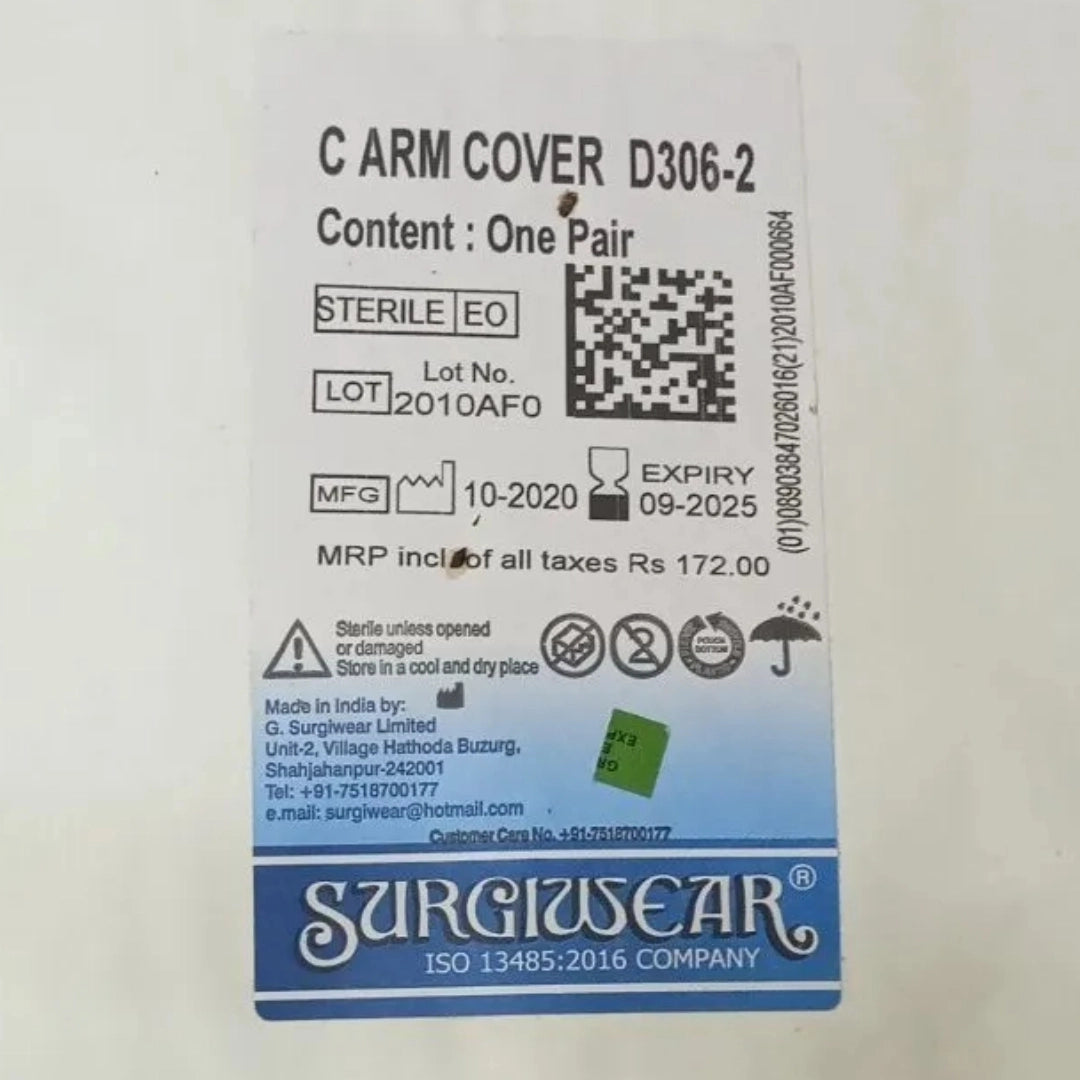 C ARM COVER D306-2
Content : One Pair
STERILE EO
Lot No.
LOT 2010AF0
(01)08903847026016(21)2010AF000664
MFG 10-2020
EXPIRY
09-2025
MRP incl of all taxes Rs 172.00
Sterile unless opened
or damaged
Store in a cool and dry place
2
POUCH
BOTTOM
Made in India by:
G. Surgiwear Limited
Unit-2, Village Hathoda Buzurg,
Shahjahanpur-242001
Tel: +91-7518700177
e.mail: surgiwear@hotmail.com
EXP
Customer Care No. +91-7518700177
SURGIWEAR®
ISO 13485:2016 COMPANY